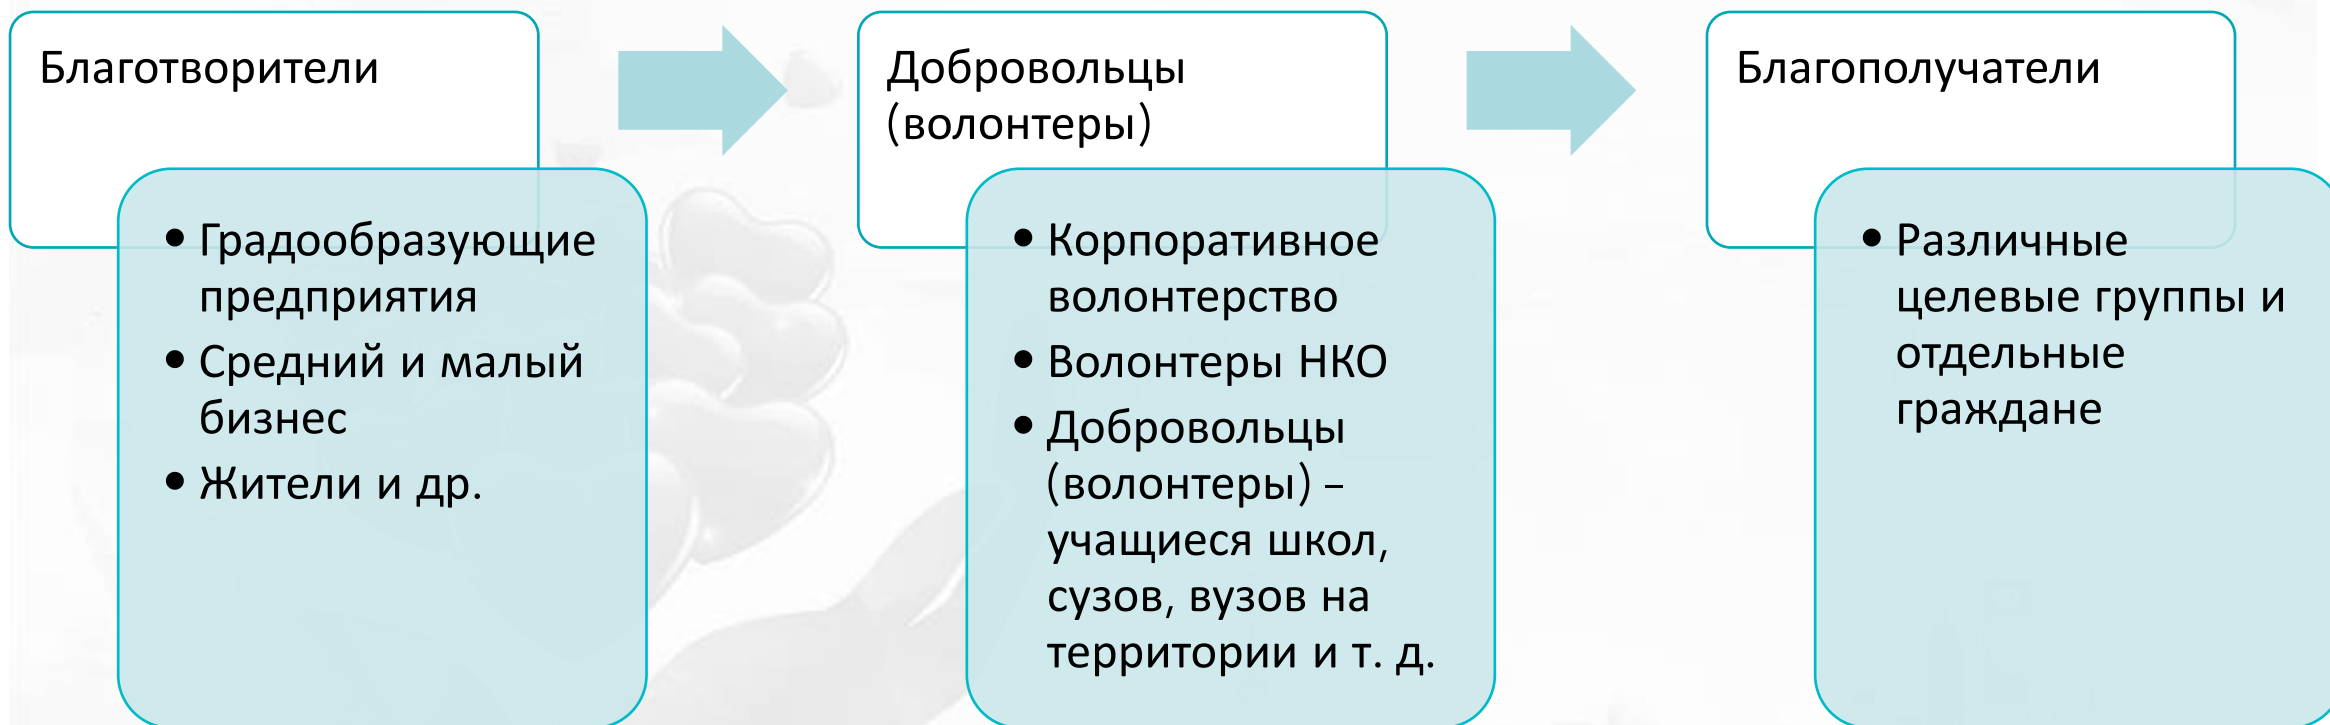 Благотворители
• Градообразующие
предприятия
• Средний и малый
бизнес
• Жители и др.
Добровольцы
(волонтеры)
• Корпоративное
волонтерство
• Волонтеры НКО
• Добровольцы
(волонтеры) –
учащиеся школ,
сузов, вузов на
территории и т. д.
Благополучатели
• Различные
целевые группы и
отдельные
граждане